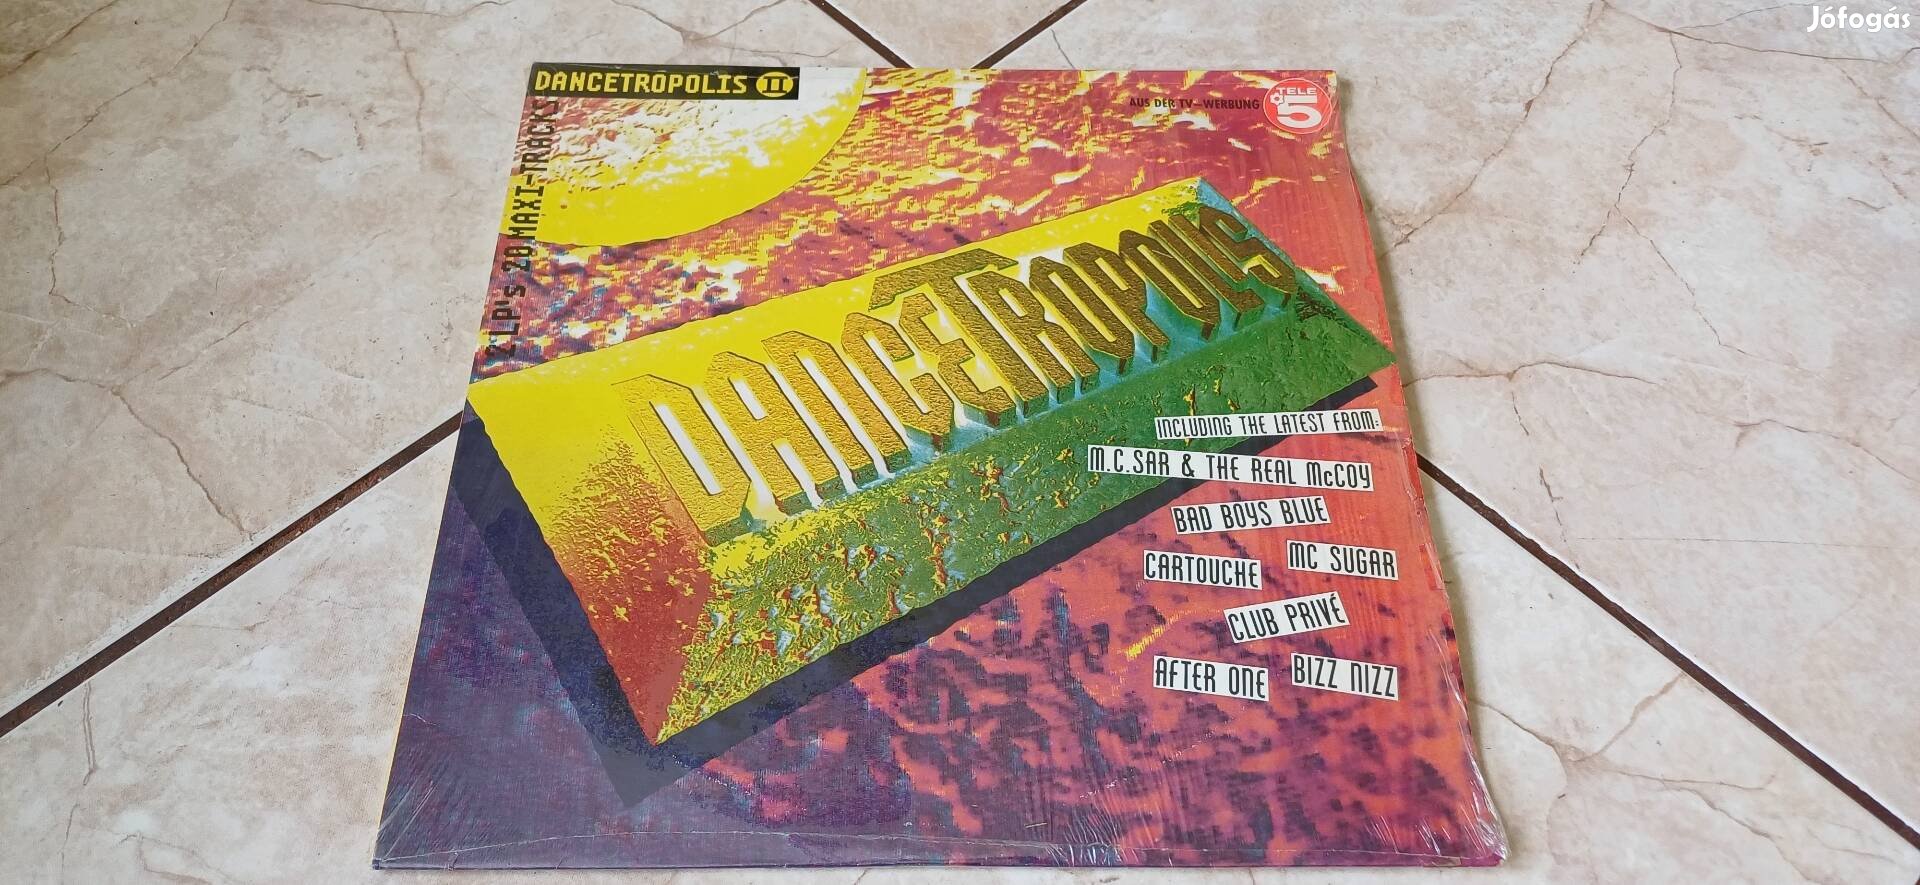 Jófogás
DANCETROPOLIS II
AUS DER TV-WERBUNG
TELE 5
2 LP's 20 MAXI-TRACKS
DANCETROPOLIS
INCLUDING THE LATEST FROM:
M.C.SAR & THE REAL McCOY
BAD BOYS BLUE
CARTOUCHE
MC SUGAR
CLUB PRIVÉ
AFTER ONE
BIZZ NIZZ